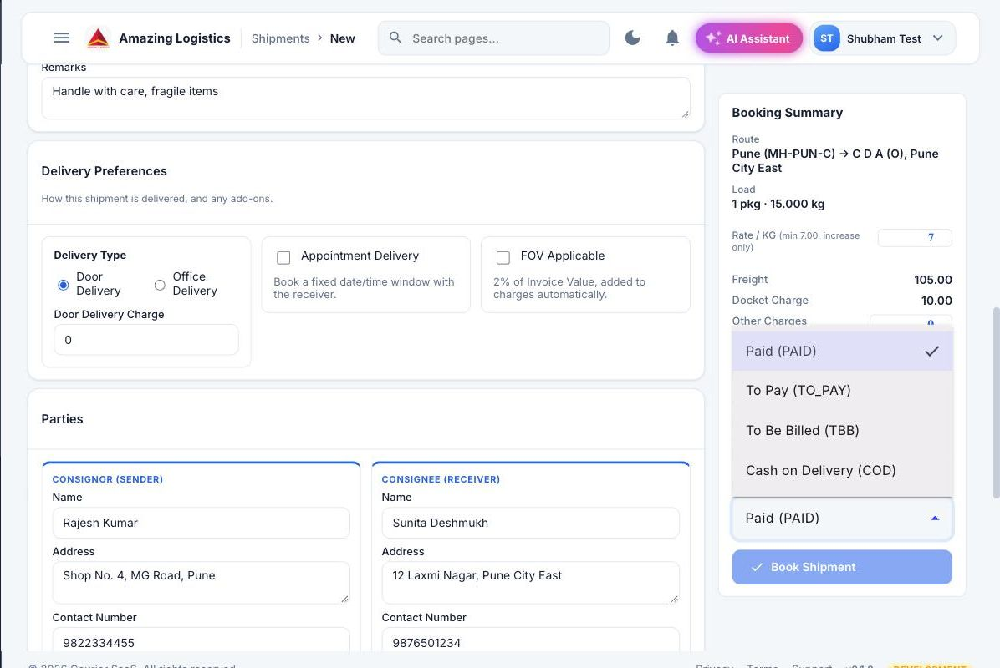 Amazing Logistics
Shipments > New
Search pages...
AI Assistant
ST
Shubham Test
Remarks
Handle with care, fragile items
Delivery Preferences
How this shipment is delivered, and any add-ons.
Delivery Type
Door Delivery
Office Delivery
Door Delivery Charge
0
Appointment Delivery
Book a fixed date/time window with
the receiver.
FOV Applicable
2% of Invoice Value, added to
charges automatically.
Parties
CONSIGNOR (SENDER)
Name
Rajesh Kumar
Address
Shop No. 4, MG Road, Pune
Contact Number
9822334455
CONSIGNEE (RECEIVER)
Name
Sunita Deshmukh
Address
12 Laxmi Nagar, Pune City East
Contact Number
9876501234
Booking Summary
Route
Pune (MH-PUN-C) → C D A (O), Pune
City East
Load
1 pkg · 15.000 kg
Rate / KG (min 7.00, increase
only)
7
Freight 105.00
Docket Charge 10.00
Other Charges 0
Paid (PAID)
To Pay (TO_PAY)
To Be Billed (TBB)
Cash on Delivery (COD)
Paid (PAID)
Book Shipment
© 2026 Courier SaaS. All rights reserved.
Privacy Terms Support DEVELOPMENT